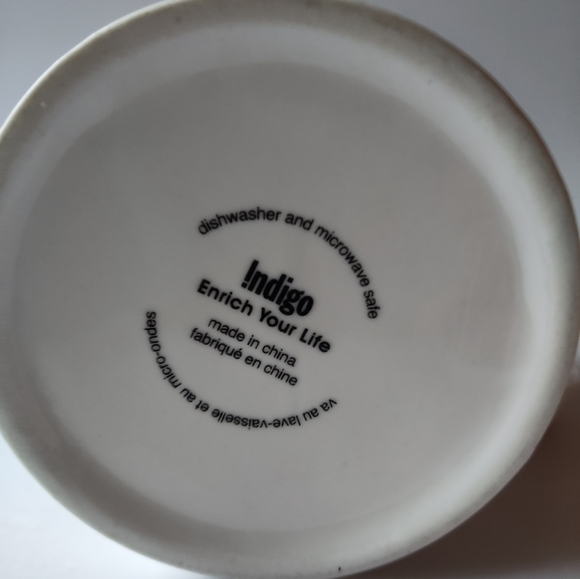 dishwasher and microwave safe
!ndigo
Enrich Your Life
made in china
fabriqué en chine
va au lave-vaisselle et au micro-ondes